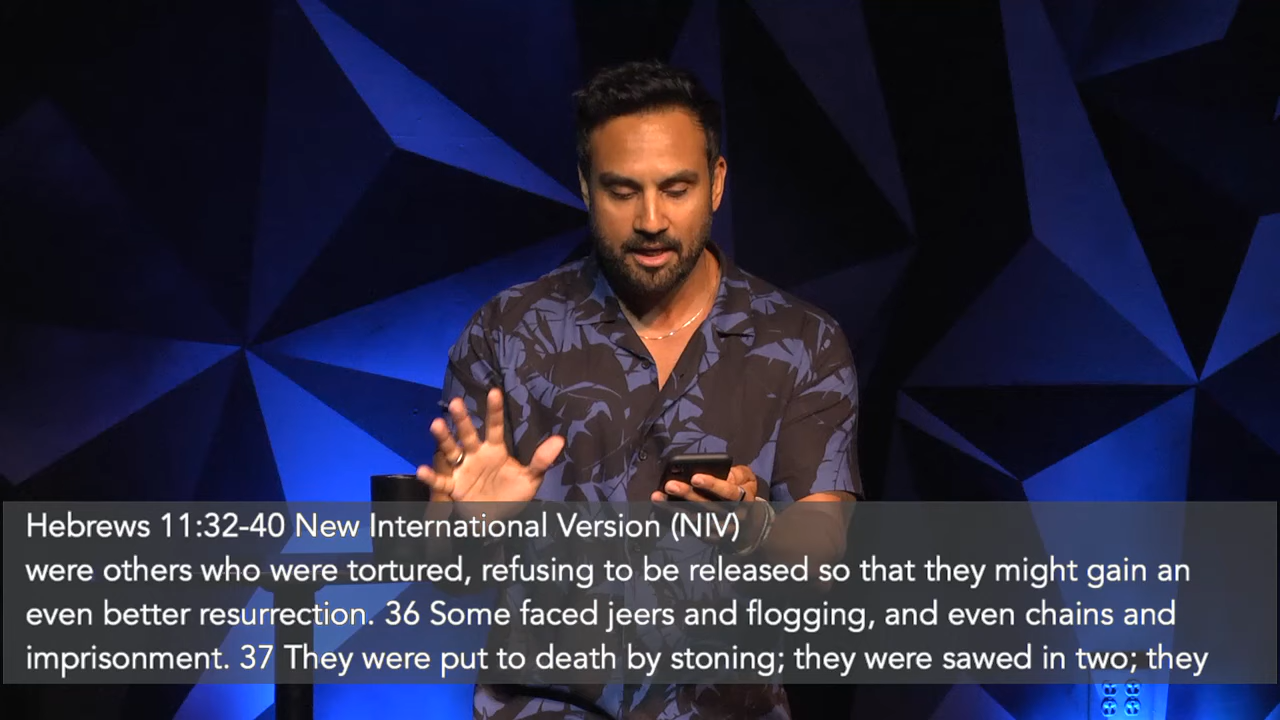 Hebrews 11:32-40 New International Version (NIV)
were others who were tortured, refusing to be released so that they might gain an
even better resurrection. 36 Some faced jeers and flogging, and even chains and
imprisonment. 37 They were put to death by stoning; they were sawed in two; they